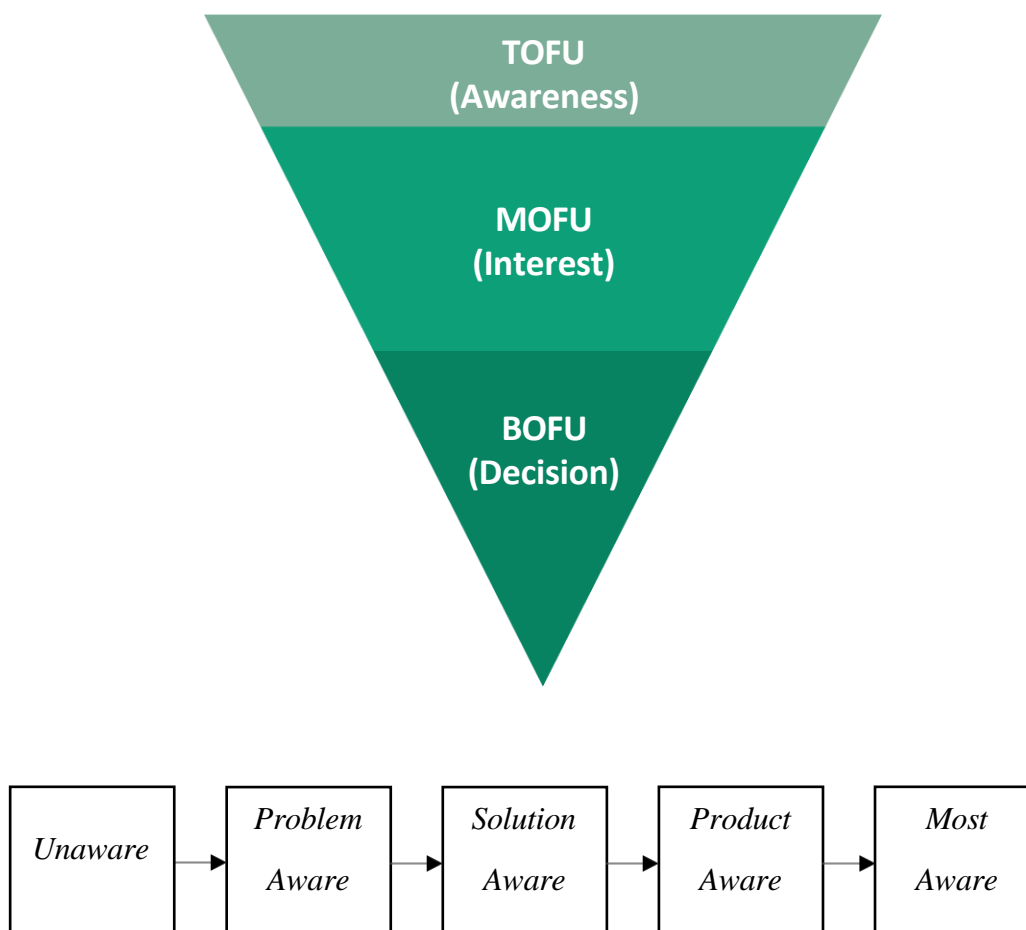 TOFU
(Awareness)
MOFU
(Interest)
BOFU
(Decision)
Unaware
Problem
Aware
Solution
Aware
Product
Aware
Most
Aware